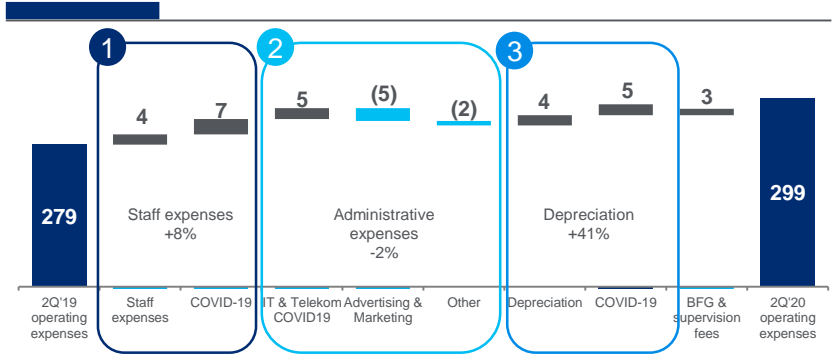 1
2
3
4
7
5
(5)
(2)
4
5
3
279
299
Staff expenses
+8%
Administrative
expenses
-2%
Depreciation
+41%
2Q'19
operating
expenses
Staff
expenses
COVID-19
IT & Telekom
COVID19
Advertising &
Marketing
Other
Depreciation
COVID-19
BFG &
supervision
fees
2Q'20
operating
expenses